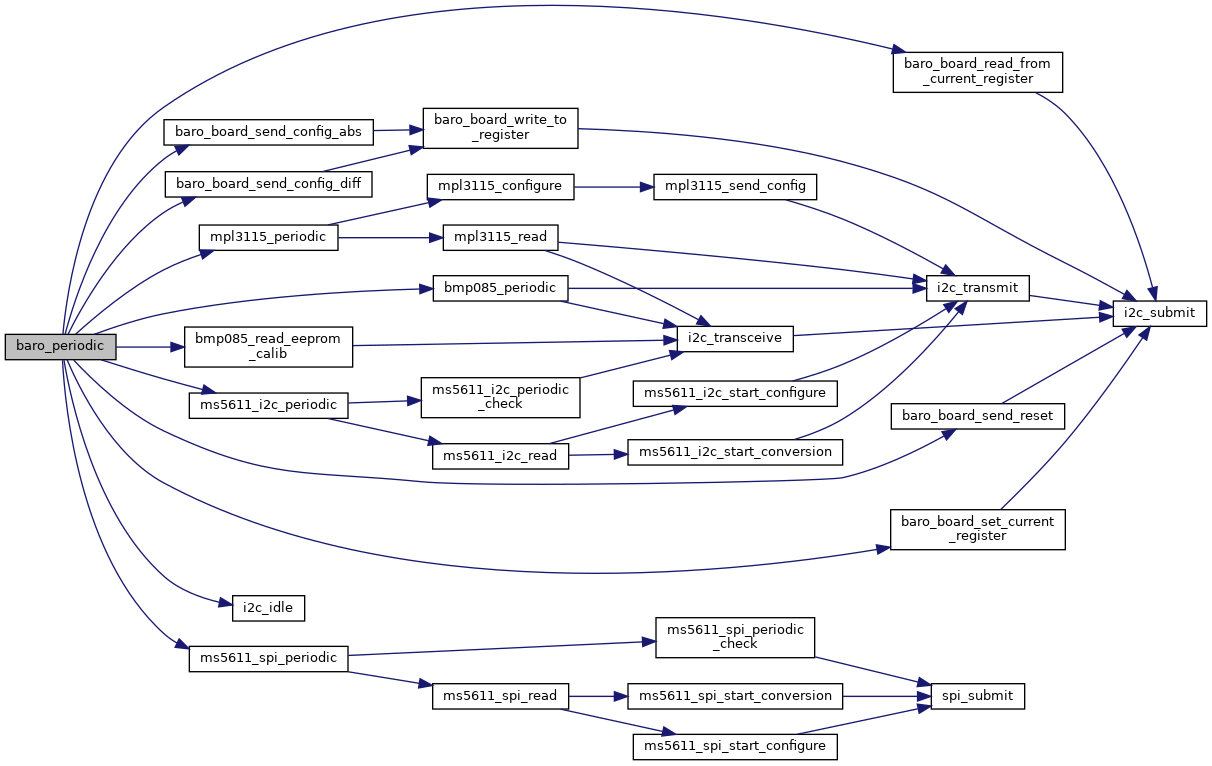 baro_board_read_from
_current_register
baro_board_send_config_abs
baro_board_write_to
_register
baro_board_send_config_diff
mpl3115_configure
mpl3115_send_config
mpl3115_periodic
mpl3115_read
bmp085_periodic
i2c_transmit
i2c_submit
baro_periodic
bmp085_read_eeprom
_calib
i2c_transceive
ms5611_i2c_periodic
ms5611_i2c_periodic
_check
ms5611_i2c_start_configure
baro_board_send_reset
ms5611_i2c_read
ms5611_i2c_start_conversion
baro_board_set_current
_register
i2c_idle
ms5611_spi_periodic
ms5611_spi_periodic
_check
ms5611_spi_read
ms5611_spi_start_conversion
spi_submit
ms5611_spi_start_configure